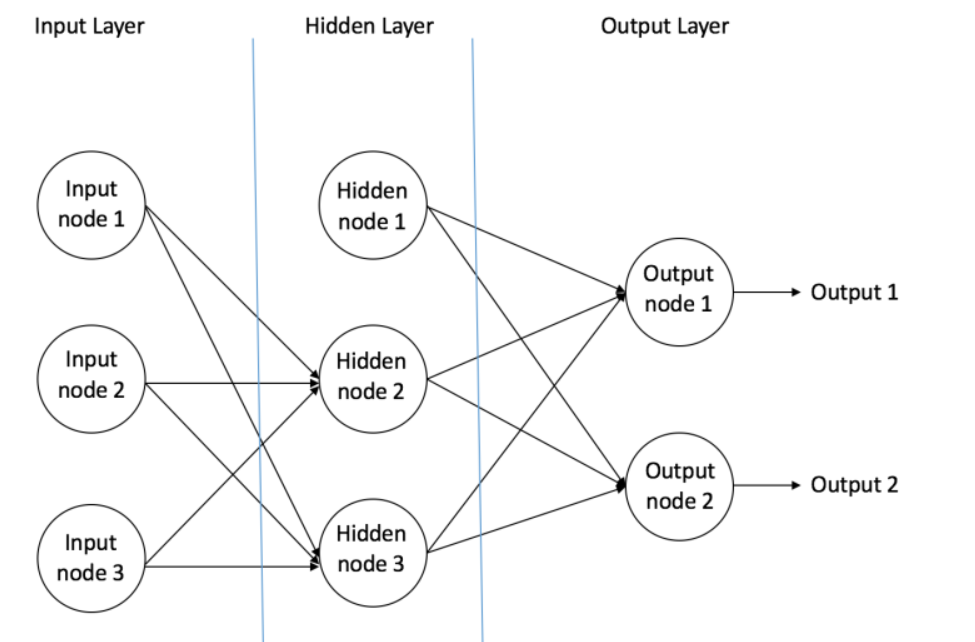 Input Layer
Hidden Layer
Output Layer
Input
node 1
Hidden
node 1
Output
node 1
Output 1
Input
node 2
Hidden
node 2
Output
node 2
Output 2
Input
node 3
Hidden
node 3